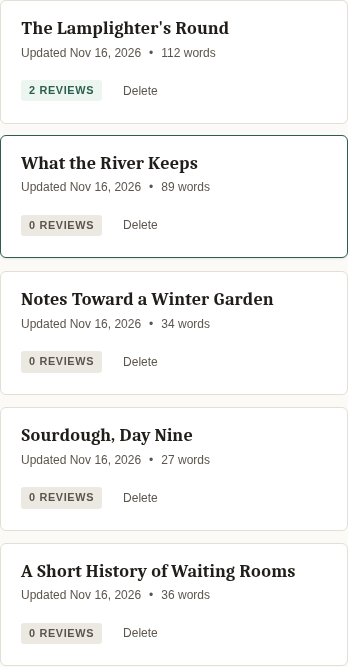 The Lamplighter's Round
Updated Nov 16, 2026 • 112 words
2 REVIEWS Delete
What the River Keeps
Updated Nov 16, 2026 • 89 words
0 REVIEWS Delete
Notes Toward a Winter Garden
Updated Nov 16, 2026 • 34 words
0 REVIEWS Delete
Sourdough, Day Nine
Updated Nov 16, 2026 • 27 words
0 REVIEWS Delete
A Short History of Waiting Rooms
Updated Nov 16, 2026 • 36 words
0 REVIEWS Delete